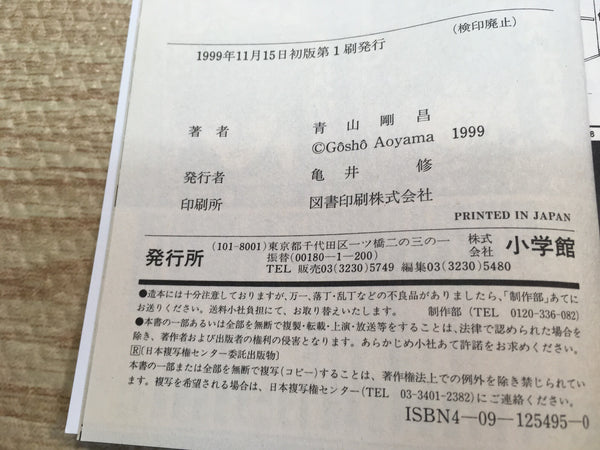 (検印廃止)
1999年11月15日初版第1刷発行
著者 青山剛昌
©Gôshô Aoyama 1999
発行者 亀井修
印刷所 図書印刷株式会社
PRINTED IN JAPAN
発行所 (101-8001)東京都千代田区一ツ橋二の三の一 株式会社 小学館
振替(00180-1-200)
TEL 販売03(3230)5749 編集03(3230)5480
●造本には十分注意しておりますが、万一、落丁・乱丁などの不良品がありましたら、「制作部」あてに
お送りください。送料小社負担にて、お取り替えいたします。 制作部(TEL 0120-336-082)
●本書の一部あるいは全部を無断で複製・転載・上演・放送等をすることは、法律で認められた場合を
除き、著作者および出版者の権利の侵害となります。あらかじめ小社あて許諾をお求めください。
R[日本複写権センター委託出版物]
本書の一部または全部を無断で複写(コピー)することは、著作権法上での例外を除き禁じられてい
ます。複写を希望される場合は、日本複写権センター(TEL 03-3401-2382)にご連絡ください。
ISBN4-09-125495-0